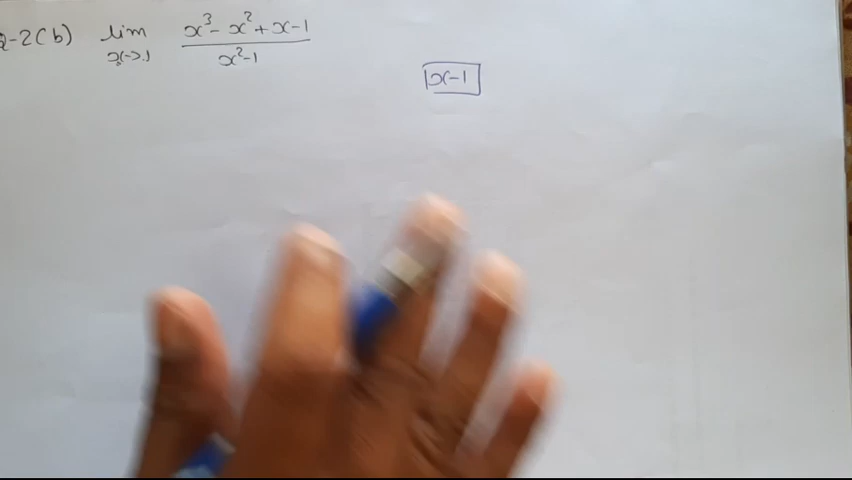 Q-2(b) lim x->1 (x³ - x² + x - 1)/(x² - 1)
x-1